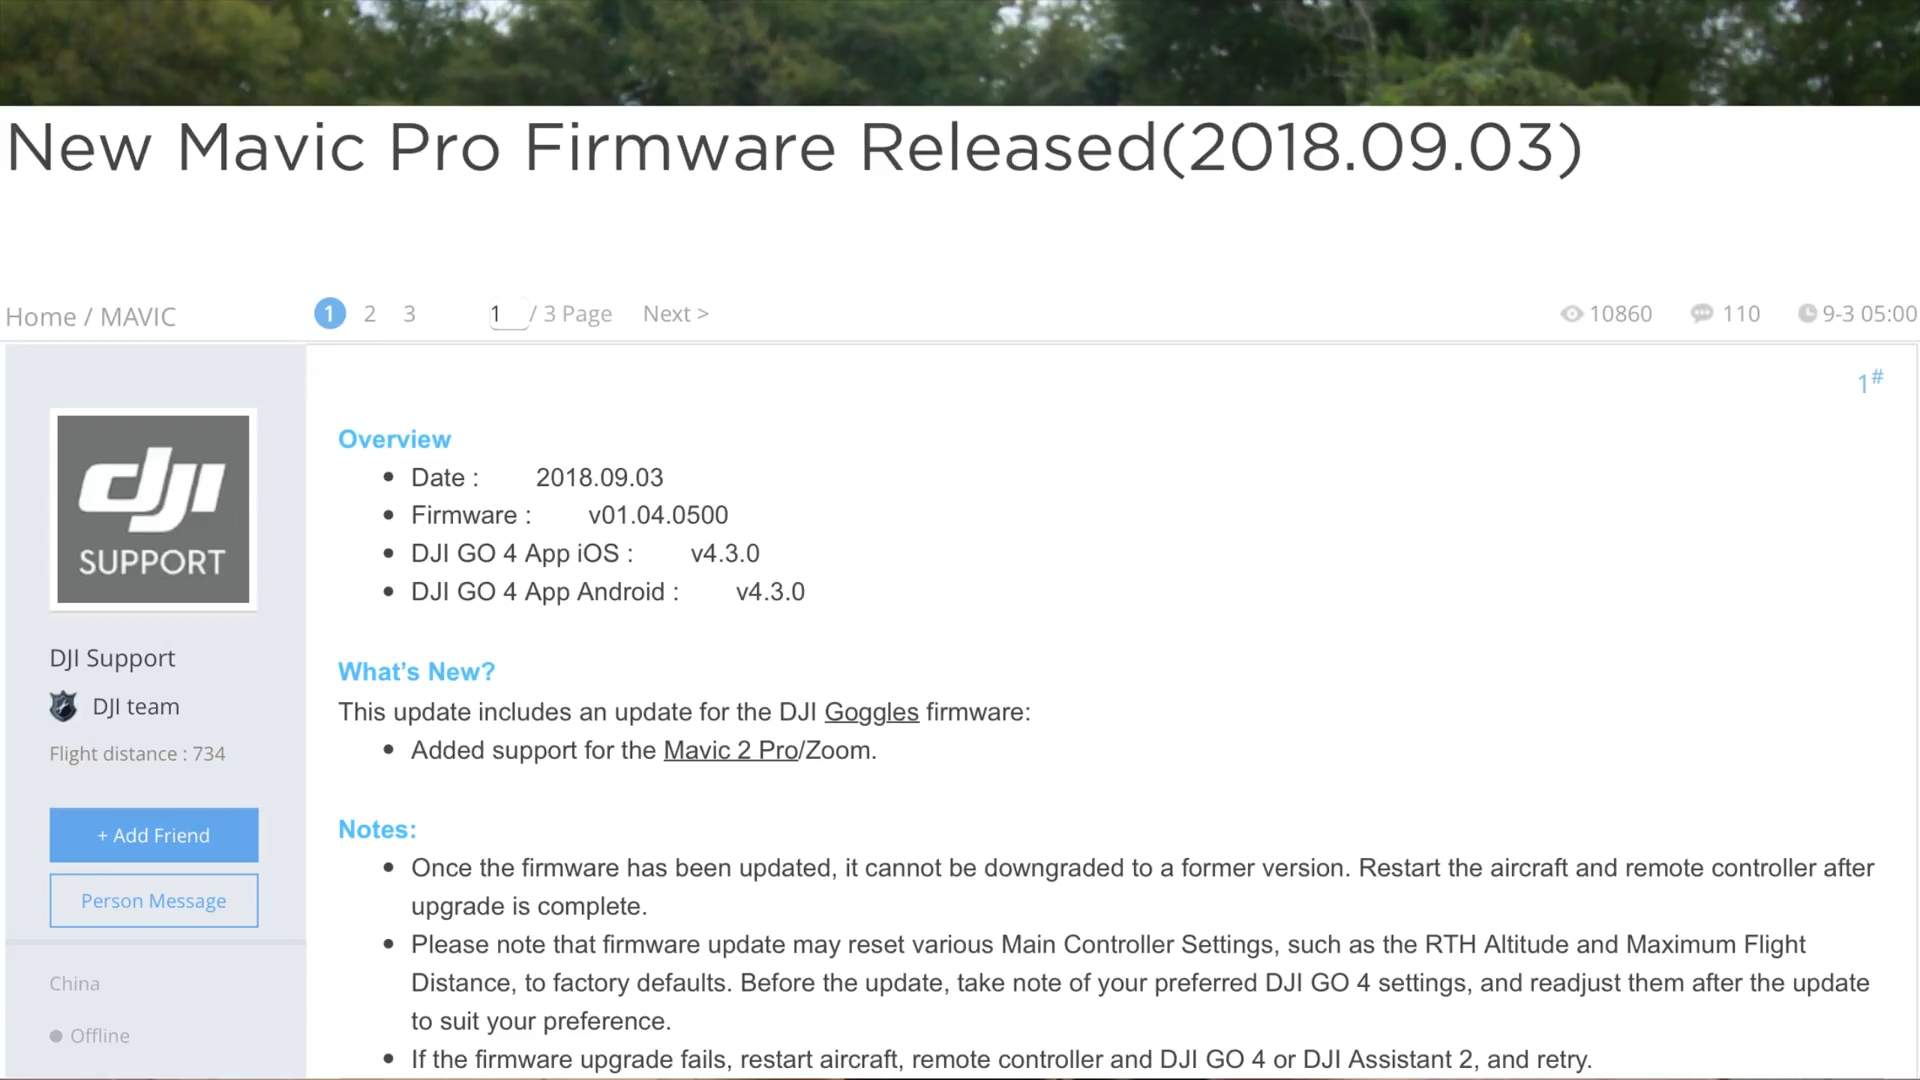 New Mavic Pro Firmware Released(2018.09.03)
Home / MAVIC
1 2 3 1 / 3 Page Next >
10860 110 9-3 05:00
1#
dji
SUPPORT
DJI Support
DJI team
Flight distance : 734
+ Add Friend
Person Message
China
Offline
Overview
• Date : 2018.09.03
• Firmware : v01.04.0500
• DJI GO 4 App iOS : v4.3.0
• DJI GO 4 App Android : v4.3.0
What’s New?
This update includes an update for the DJI Goggles firmware:
• Added support for the Mavic 2 Pro/Zoom.
Notes:
• Once the firmware has been updated, it cannot be downgraded to a former version. Restart the aircraft and remote controller after
upgrade is complete.
• Please note that firmware update may reset various Main Controller Settings, such as the RTH Altitude and Maximum Flight
Distance, to factory defaults. Before the update, take note of your preferred DJI GO 4 settings, and readjust them after the update
to suit your preference.
• If the firmware upgrade fails, restart aircraft, remote controller and DJI GO 4 or DJI Assistant 2, and retry.